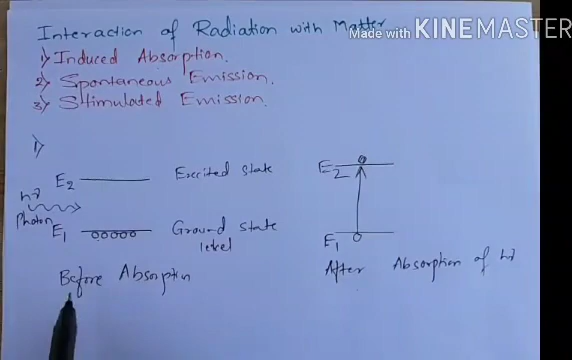 Interaction of Radiation with Matter
Made with KINEMASTER
1) Induced Absorption.
2) Spontaneous Emission.
3) Stimulated Emission.
1)
E2 Excited state
hν
Photon
E1 Ground state
level
Before Absorption
E2
E1
After Absorption of hν